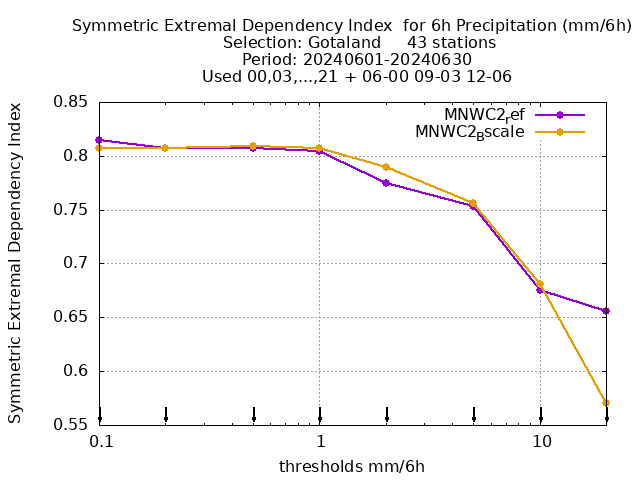 Symmetric Extremal Dependency Index  for 6h Precipitation (mm/6h)
Selection: Gotaland     43 stations
Period: 20240601-20240630
Used 00,03,...,21 + 06-00 09-03 12-06
Symmetric Extremal Dependency Index
0.85
0.8
0.75
0.7
0.65
0.6
0.55
MNWC2ref
MNWC2Bscale
0.1
1
10
thresholds mm/6h